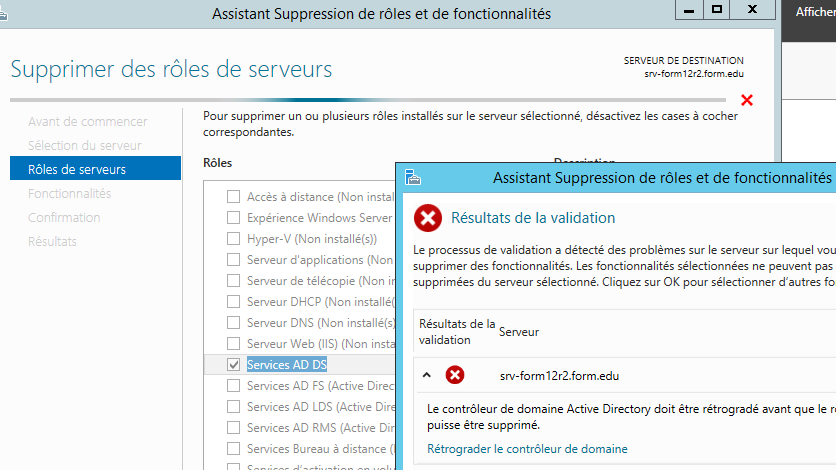 Assistant Suppression de rôles et de fonctionnalités
Afficher
Supprimer des rôles de serveurs
SERVEUR DE DESTINATION
srv-form12r2.form.edu
Avant de commencer
Sélection du serveur
Rôles de serveurs
Fonctionnalités
Confirmation
Résultats
Pour supprimer un ou plusieurs rôles installés sur le serveur sélectionné, désactivez les cases à cocher
correspondantes.
Rôles
Description
Accès à distance (Non instal
Expérience Windows Server
Hyper-V (Non installé(s))
Serveur d'applications (Non
Serveur de télécopie (Non i
Serveur DHCP (Non installé(
Serveur DNS (Non installé(s)
Serveur Web (IIS) (Non insta
Services AD DS
Services AD FS (Active Direc
Services AD LDS (Active Dire
Services AD RMS (Active Dire
Services Bureau à distance (
Services d'activation en volu
Assistant Suppression de rôles et de fonctionnalités
Résultats de la validation
Le processus de validation a détecté des problèmes sur le serveur sur lequel vou
supprimer des fonctionnalités. Les fonctionnalités sélectionnées ne peuvent pas
supprimées du serveur sélectionné. Cliquez sur OK pour sélectionner d'autres fo
Résultats de la
validation
Serveur
srv-form12r2.form.edu
Le contrôleur de domaine Active Directory doit être rétrogradé avant que le r
puisse être supprimé.
Rétrograder le contrôleur de domaine